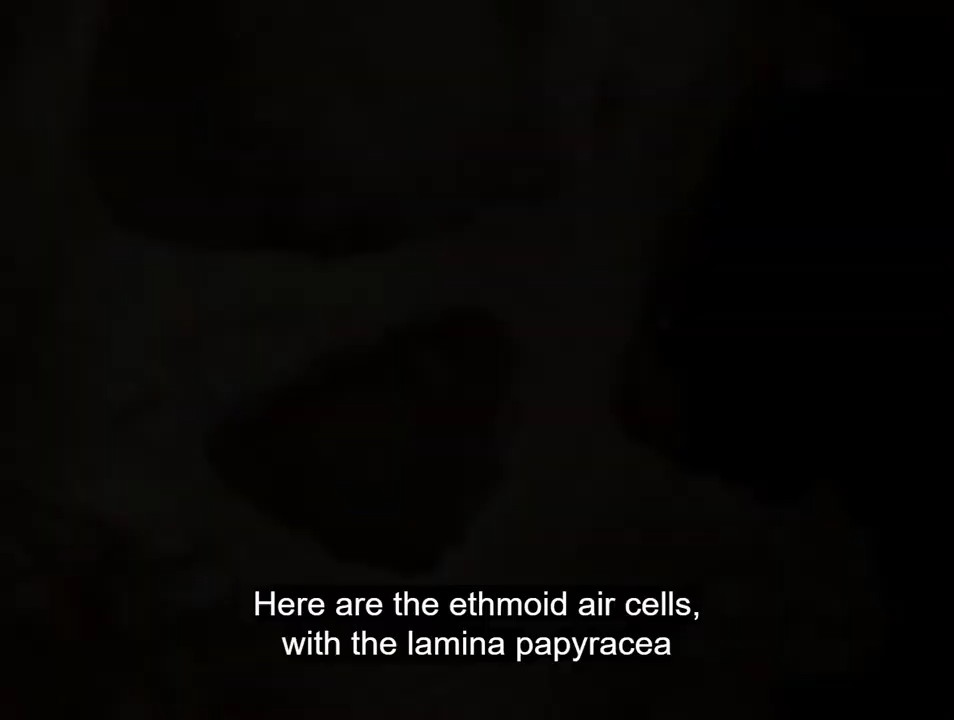 Here are the ethmoid air cells,
with the lamina papyracea